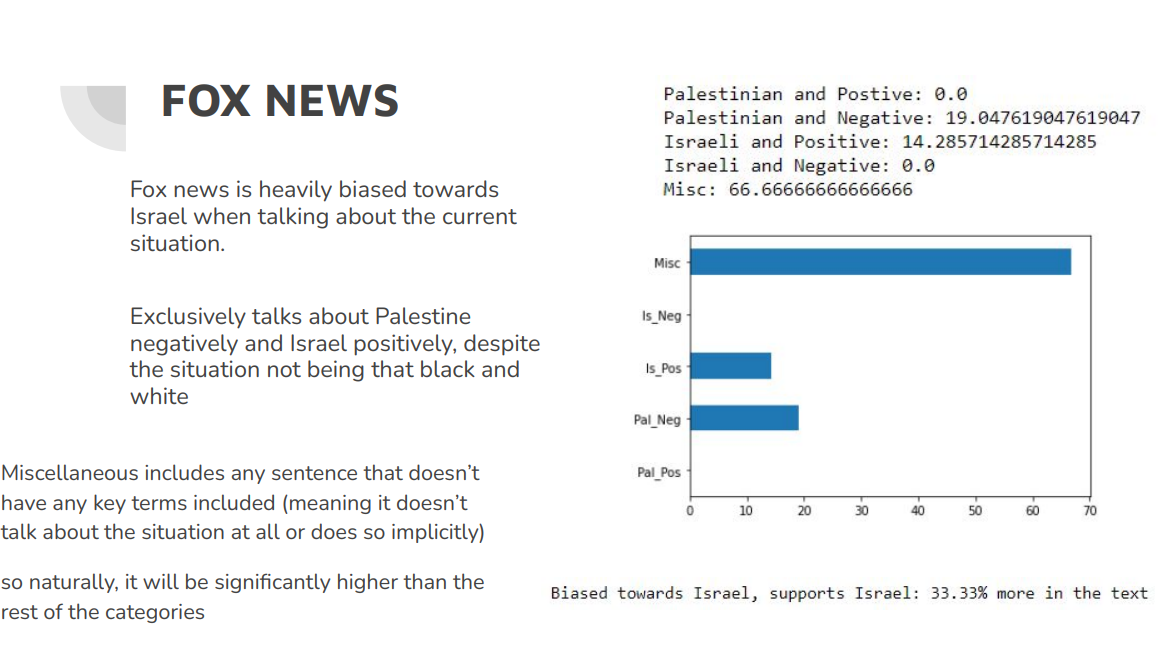 FOX NEWS
Fox news is heavily biased towards
Israel when talking about the current
situation.
Exclusively talks about Palestine
negatively and Israel positively, despite
the situation not being that black and
white
Miscellaneous includes any sentence that doesn’t
have any key terms included (meaning it doesn’t
talk about the situation at all or does so implicitly)
so naturally, it will be significantly higher than the
rest of the categories
Palestinian and Postive: 0.0
Palestinian and Negative: 19.047619047619047
Israeli and Positive: 14.285714285714285
Israeli and Negative: 0.0
Misc: 66.66666666666666
Misc
Is_Neg
Is_Pos
Pal_Neg
Pal_Pos
0 10 20 30 40 50 60 70
Biased towards Israel, supports Israel: 33.33% more in the text